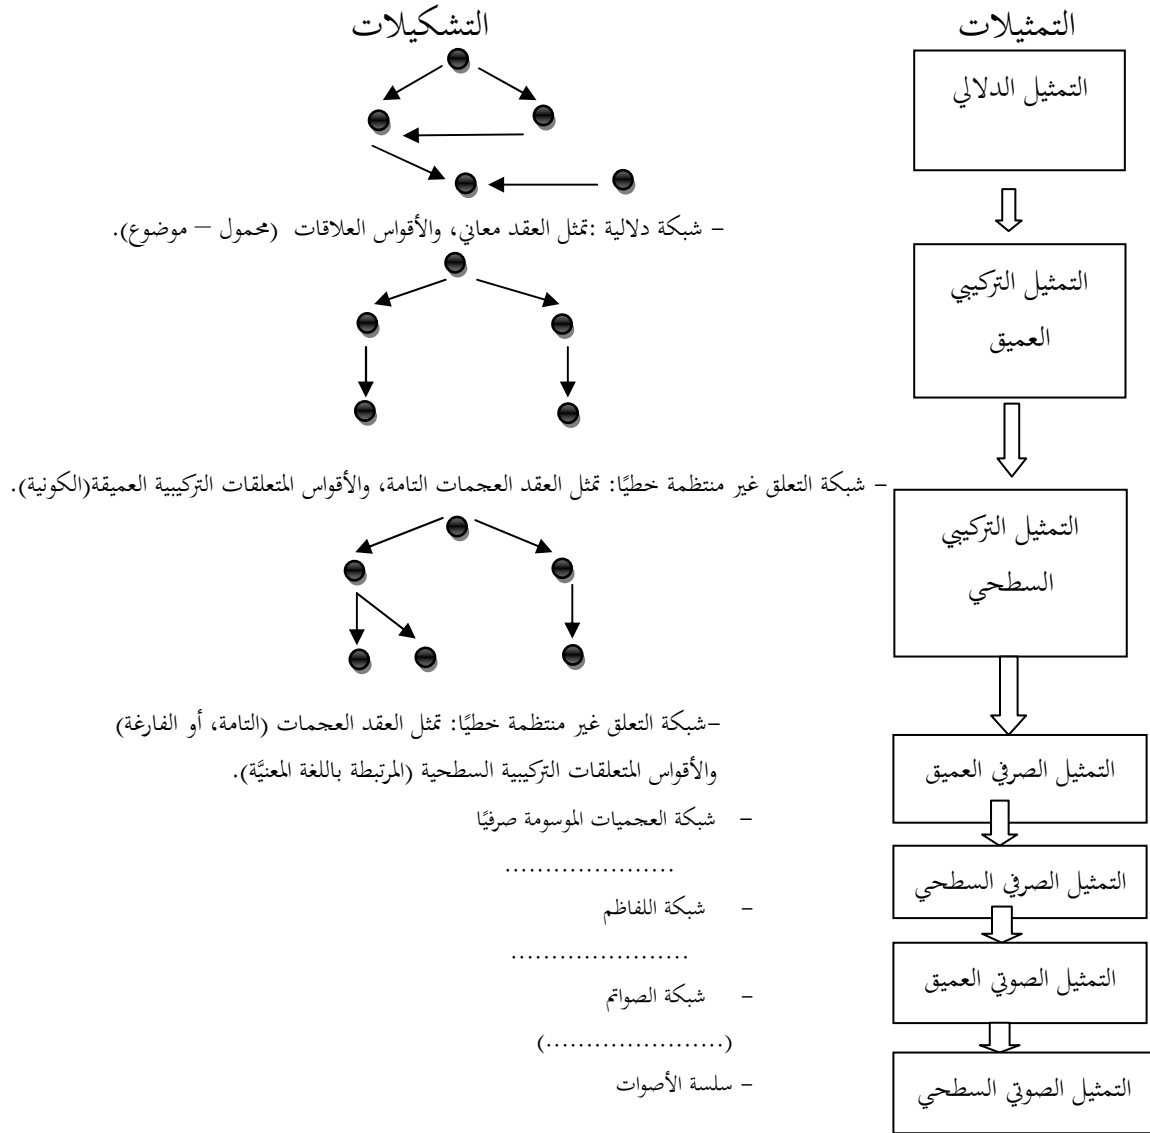 التمثيلات
التشكيلات
التمثيل الدلالي
– شبكة دلالية :تمثل العقد معاني، والأقواس العلاقات (محمول – موضوع).
التمثيل التركيبي
العميق
– شبكة التعلق غير منتظمة خطيًا: تمثل العقد العجمات التامة، والأقواس المتعلقات التركيبية العميقة(الكونية).
التمثيل التركيبي
السطحي
–شبكة التعلق غير منتظمة خطيًا: تمثل العقد العجمات (التامة، أو الفارغة)
والأقواس المتعلقات التركيبية السطحية (المرتبطة باللغة المعنيَّة).
التمثيل الصرفي العميق
– شبكة العجميات الموسومة صرفيًا
.....................
التمثيل الصرفي السطحي
– شبكة اللفاظم
......................
التمثيل الصوتي العميق
– شبكة الصواتم
(......................)
التمثيل الصوتي السطحي
– سلسة الأصوات